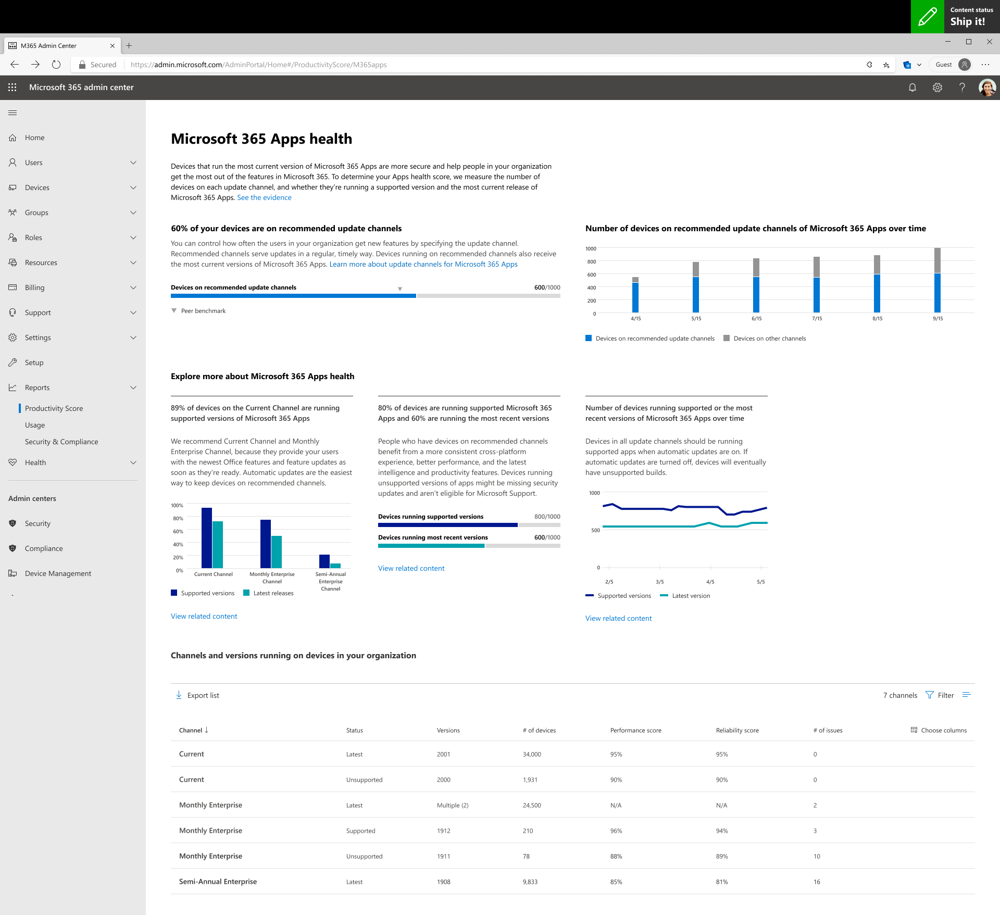 Content status
Ship it!
M365 Admin Center
Secured
https://admin.microsoft.com/AdminPortal/Home#/ProductivityScore/M365apps
Guest
Microsoft 365 admin center
Home
Users
Devices
Groups
Roles
Resources
Billing
Support
Settings
Setup
Reports
Productivity Score
Usage
Security & Compliance
Health
Admin centers
Security
Compliance
Device Management
Microsoft 365 Apps health
Devices that run the most current version of Microsoft 365 Apps are more secure and help people in your organization
get the most out of the features in Microsoft 365. To determine your Apps health score, we measure the number of
devices on each update channel, and whether they're running a supported version and the most current release of
Microsoft 365 Apps. See the evidence
60% of your devices are on recommended update channels
You can control how often the users in your organization get new features by specifying the update channel.
Recommended channels serve updates in a regular, timely way. Devices running on recommended channels also receive
the most current versions of Microsoft 365 Apps. Learn more about update channels for Microsoft 365 Apps
Devices on recommended update channels 600/1000
Peer benchmark
Number of devices on recommended update channels of Microsoft 365 Apps over time
1000
800
600
400
200
0
4/15 5/15 6/15 7/15 8/15 9/15
Devices on recommended update channels Devices on other channels
Explore more about Microsoft 365 Apps health
89% of devices on the Current Channel are running
supported versions of Microsoft 365 Apps
We recommend Current Channel and Monthly
Enterprise Channel, because they provide your users
with the newest Office features and feature updates as
soon as they're ready. Automatic updates are the easiest
way to keep devices on recommended channels.
100%
80%
60%
40%
20%
0%
Current Channel
Monthly Enterprise
Channel
Semi-Annual
Enterprise
Channel
Supported versions Latest releases
View related content
80% of devices are running supported Microsoft 365
Apps and 60% are running the most recent versions
People who have devices on recommended channels
benefit from a more consistent cross-platform
experience, better performance, and the latest
intelligence and productivity features. Devices running
unsupported versions of apps might be missing security
updates and aren't eligible for Microsoft Support.
Devices running supported versions 800/1000
Devices running most recent versions 600/1000
View related content
Number of devices running supported or the most
recent versions of Microsoft 365 Apps over time
Devices in all update channels should be running
supported apps when automatic updates are on. If
automatic updates are turned off, devices will eventually
have unsupported builds.
1000
500
0
2/5 3/5 4/5 5/5
Supported versions Latest version
View related content
Channels and versions running on devices in your organization
Export list 7 channels Filter
Channel Status Versions # of devices Performance score Reliability score # of issues Choose columns
Current Latest 2001 34,000 95% 95% 0
Current Unsupported 2000 1,931 90% 90% 0
Monthly Enterprise Latest Multiple (2) 24,500 N/A N/A 2
Monthly Enterprise Supported 1912 210 96% 94% 3
Monthly Enterprise Unsupported 1911 78 88% 89% 10
Semi-Annual Enterprise Latest 1908 9,833 85% 81% 16